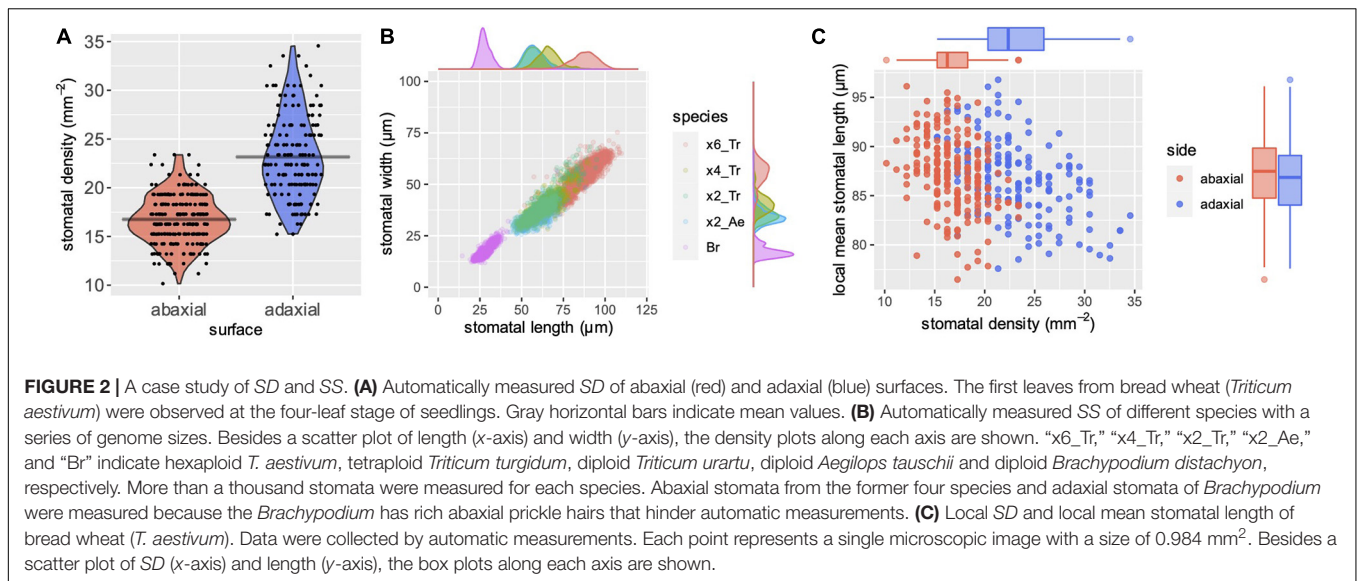 A
35
30
25
20
15
10
stomatal density (mm−2)
abaxial adaxial
surface
B
100
75
50
25
0
stomatal width (µm)
0 25 50 75 100 125
stomatal length (µm)
species
x6_Tr
x4_Tr
x2_Tr
x2_Ae
Br
C
95
90
85
80
local mean stomatal length (µm)
10 15 20 25 30 35
stomatal density (mm−2)
side
abaxial
adaxial
FIGURE 2 | A case study of SD and SS. (A) Automatically measured SD of abaxial (red) and adaxial (blue) surfaces. The first leaves from bread wheat (Triticum
aestivum) were observed at the four-leaf stage of seedlings. Gray horizontal bars indicate mean values. (B) Automatically measured SS of different species with a
series of genome sizes. Besides a scatter plot of length (x-axis) and width (y-axis), the density plots along each axis are shown. “x6_Tr,” “x4_Tr,” “x2_Tr,” “x2_Ae,”
and “Br” indicate hexaploid T. aestivum, tetraploid Triticum turgidum, diploid Triticum urartu, diploid Aegilops tauschii and diploid Brachypodium distachyon,
respectively. More than a thousand stomata were measured for each species. Abaxial stomata from the former four species and adaxial stomata of Brachypodium
were measured because the Brachypodium has rich abaxial prickle hairs that hinder automatic measurements. (C) Local SD and local mean stomatal length of
bread wheat (T. aestivum). Data were collected by automatic measurements. Each point represents a single microscopic image with a size of 0.984 mm2. Besides a
scatter plot of SD (x-axis) and length (y-axis), the box plots along each axis are shown.